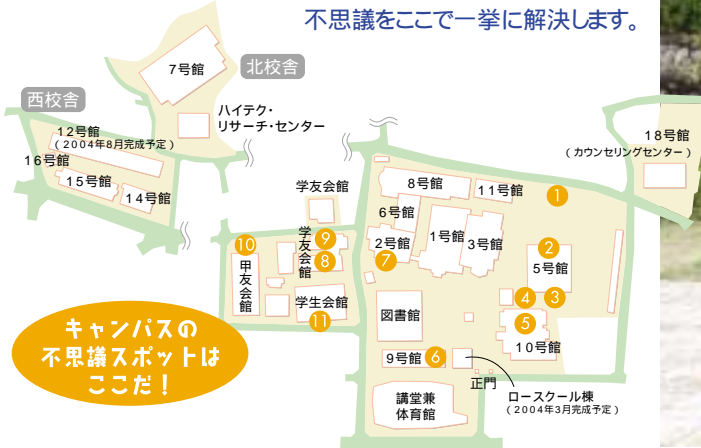 不思議をここで一挙に解決します。
北校舎
7号館
ハイテク・
リサーチ・センター
西校舎
12号館
(2004年8月完成予定)
16号館
15号館
14号館
18号館
(カウンセリングセンター)
学友会館
8号館
11号館
1
6号館
2号館
7
1号館
3号館
2
5号館
4
3
5
10号館
10
甲友会館
学友会館
9
8
学生会館
11
図書館
9号館
6
正門
ロースクール棟
(2004年3月完成予定)
講堂兼
体育館
キャンパスの
不思議スポットは
ここだ!